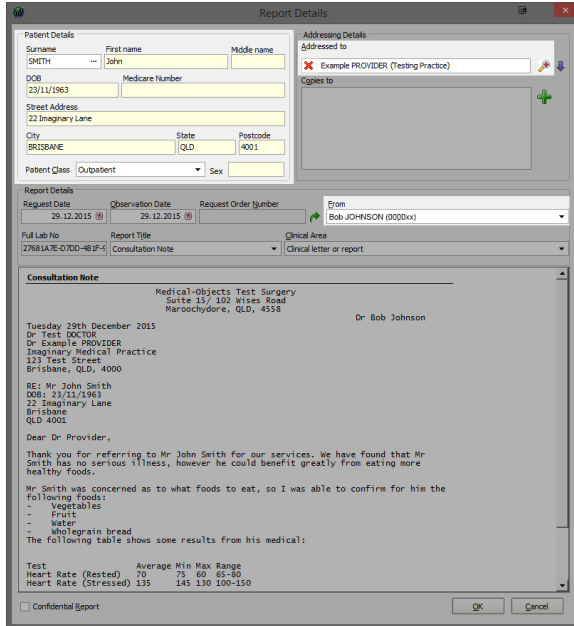 Report Details
Patient Details
Surname First name Middle name
SMITH ... John
DOB Medicare Number
23/11/1963
Street Address
22 Imaginary Lane
City State Postcode
BRISBANE QLD 4001
Patient Class Outpatient Sex
Addressing Details
Addressed to
Example PROVIDER (Testing Practice)
Copies to
Report Details
Request Date Observation Date Request Order Number From
29.12.2015 29.12.2015 Bob JOHNSON (0000xx)
Full Lab No Report Title Clinical Area
27681A7E-D7DD-481F-9 Consultation Note Clinical letter or report
Consultation Note
Medical-Objects Test Surgery
Suite 15/ 102 Wises Road
Maroochydore, QLD, 4558
Dr Bob Johnson
Tuesday 29th December 2015
Dr Test DOCTOR
Dr Example PROVIDER
Imaginary Medical Practice
123 Test Street
Brisbane, QLD, 4000
RE: Mr John Smith
DOB: 23/11/1963
22 Imaginary Lane
Brisbane
QLD 4001
Dear Dr Provider,
Thank you for referring to Mr John Smith for our services. We have found that Mr
Smith has no serious illness, however he could benefit greatly from eating more
healthy foods.
Mr Smith was concerned as to what foods to eat, so I was able to confirm for him the
following foods:
- Vegetables
- Fruit
- Water
- Wholegrain bread
The following table shows some results from his medical:
Test Average Min Max Range
Heart Rate (Rested) 70 75 60 65-80
Heart Rate (Stressed) 135 145 130 100-150
Confidential Report OK Cancel